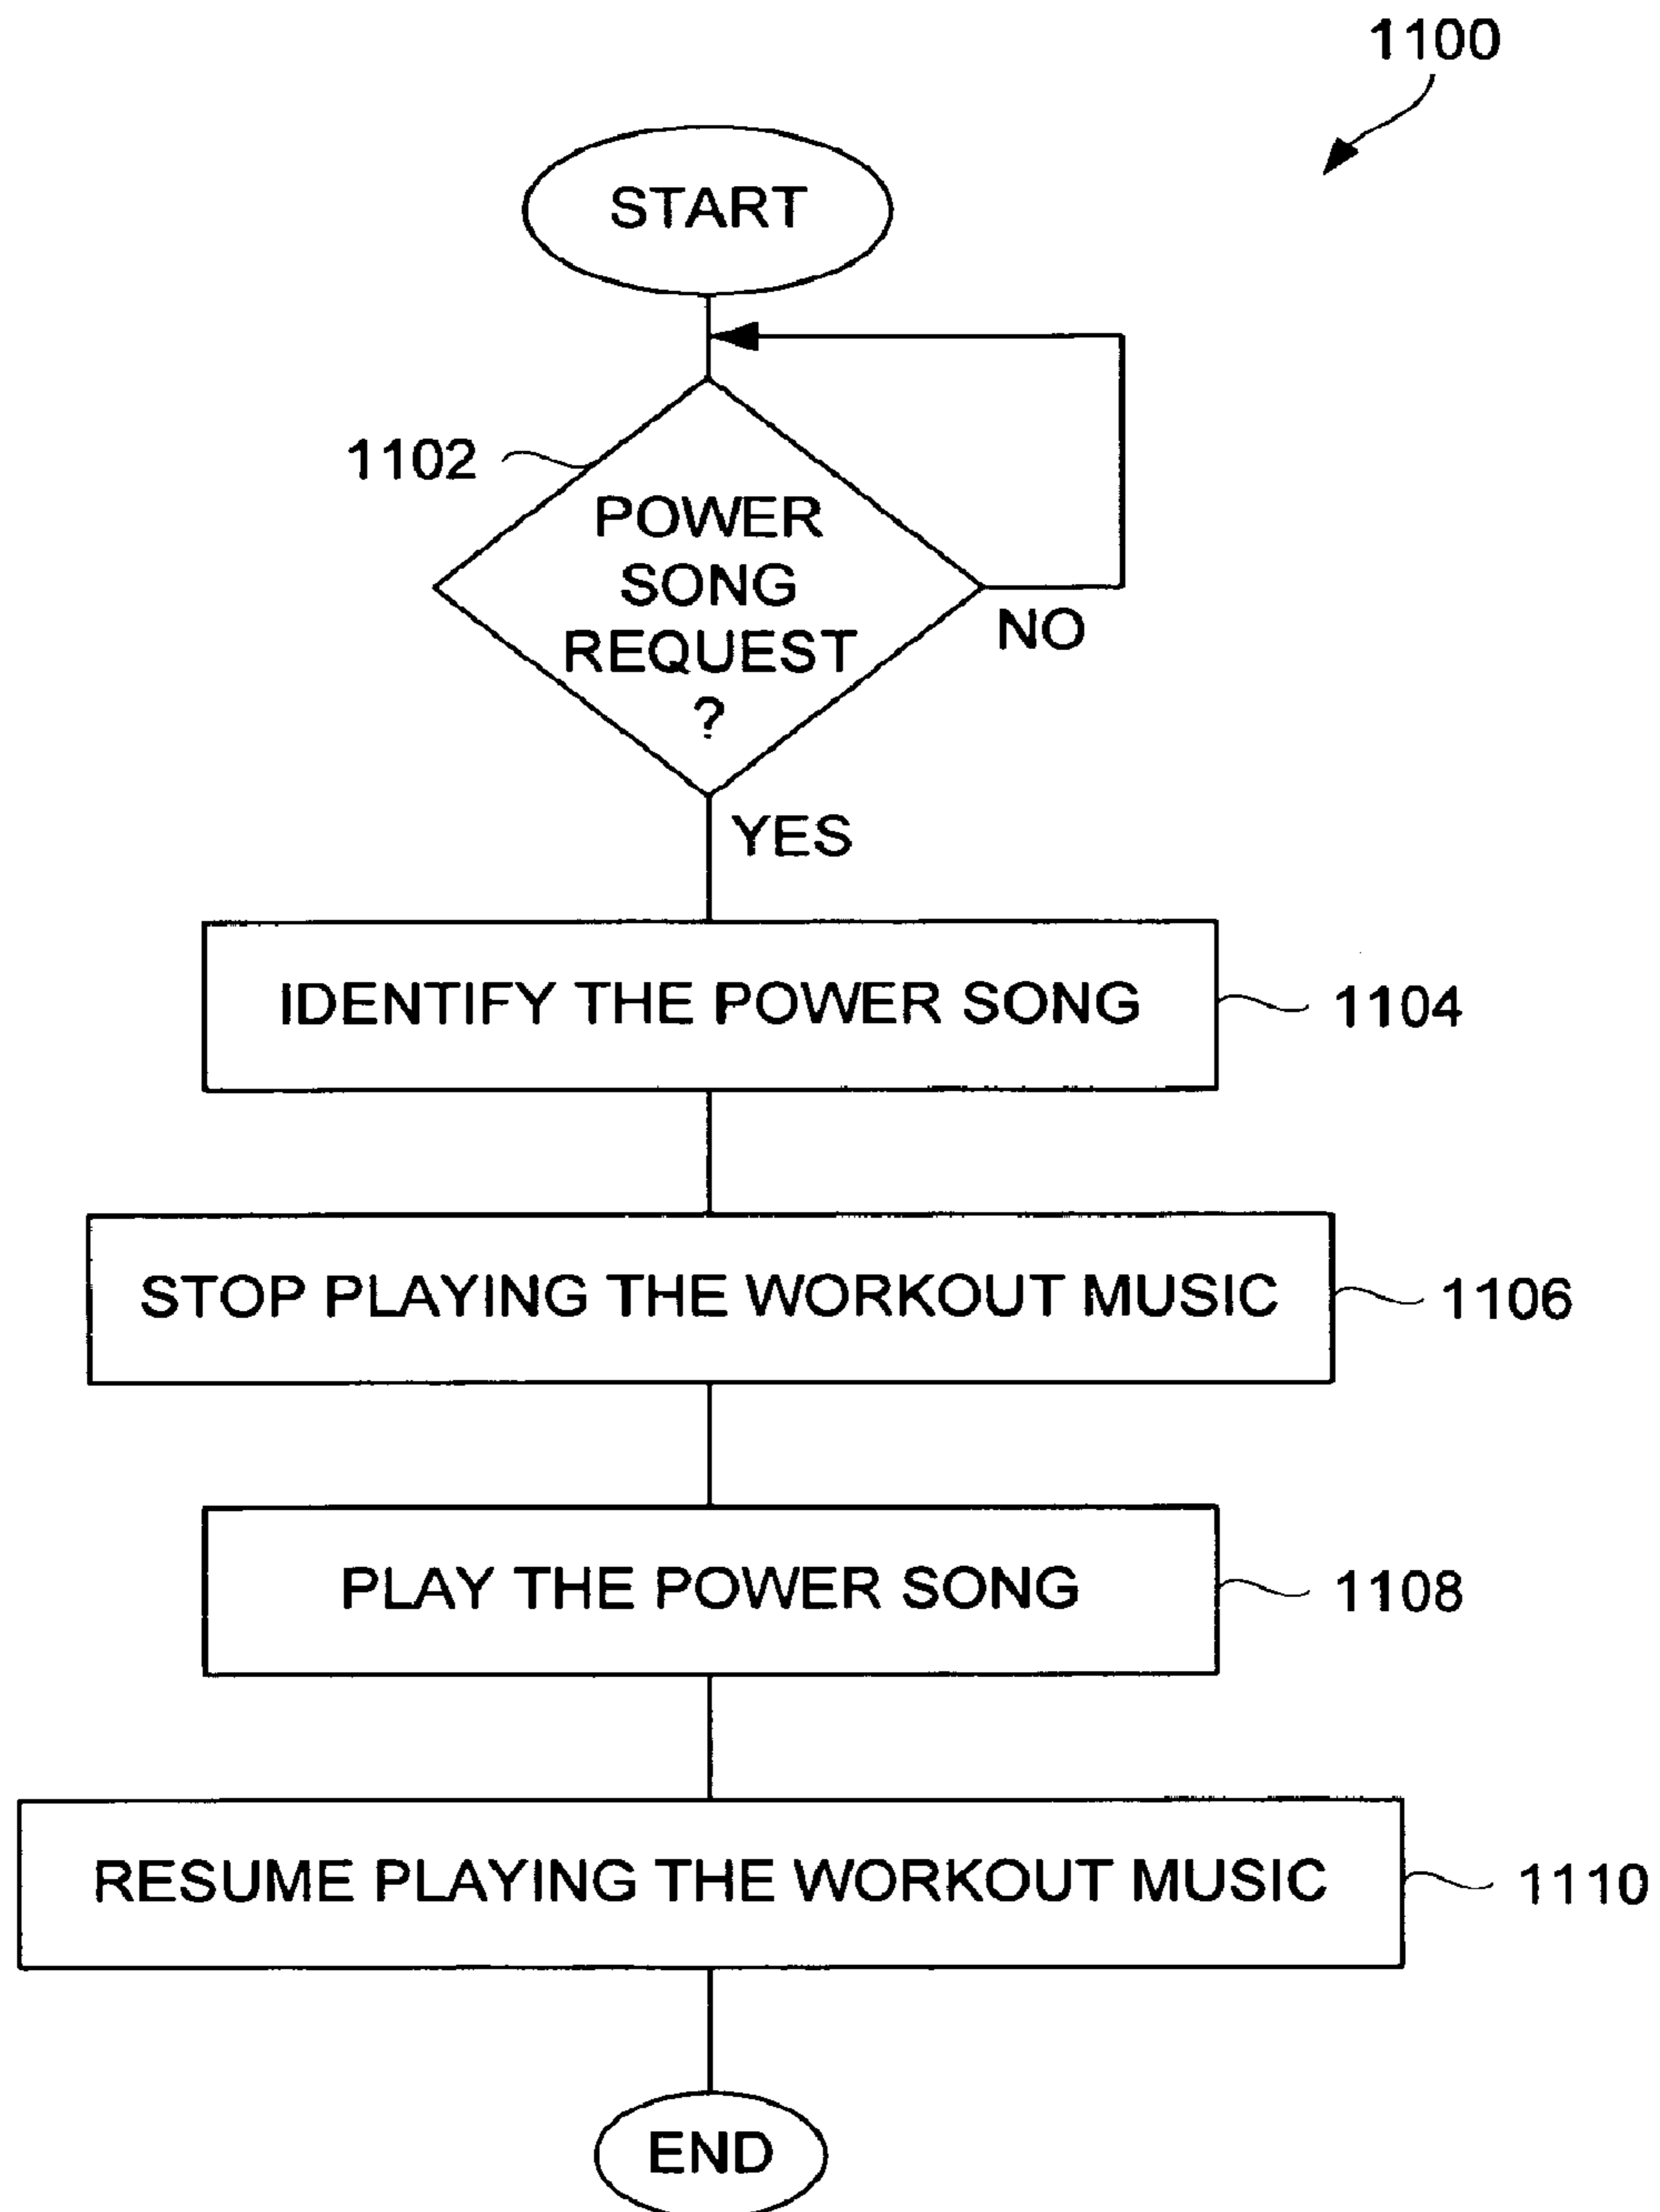 1100
START
1102
POWER
SONG
REQUEST
?
NO
YES
IDENTIFY THE POWER SONG
1104
STOP PLAYING THE WORKOUT MUSIC
1106
PLAY THE POWER SONG
1108
RESUME PLAYING THE WORKOUT MUSIC
1110
END